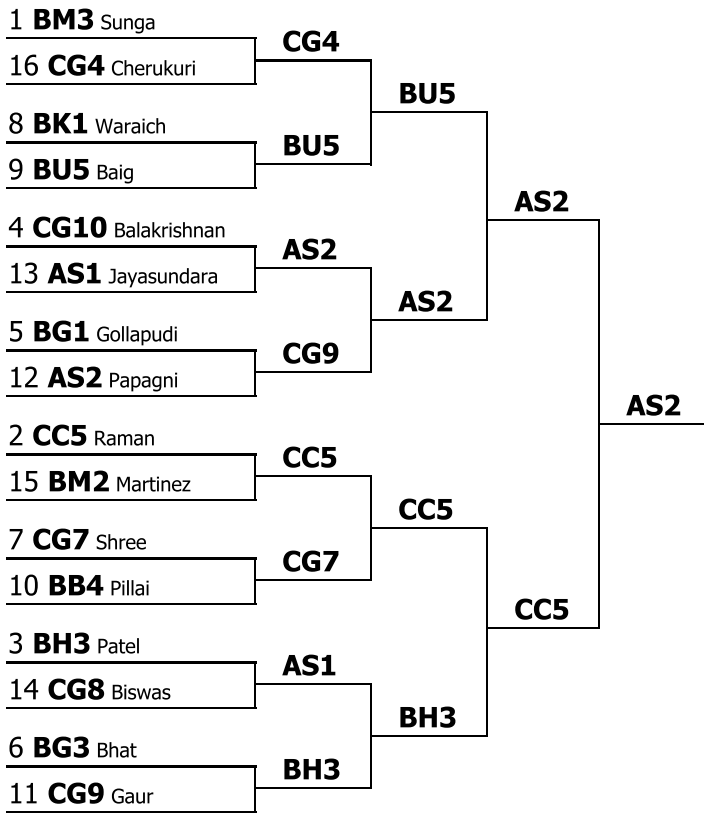 1 BM3 Sunga
16 CG4 Cherukuri
8 BK1 Waraich
9 BU5 Baig
4 CG10 Balakrishnan
13 AS1 Jayasundara
5 BG1 Gollapudi
12 AS2 Papagni
2 CC5 Raman
15 BM2 Martinez
7 CG7 Shree
10 BB4 Pillai
3 BH3 Patel
14 CG8 Biswas
6 BG3 Bhat
11 CG9 Gaur
CG4
BU5
AS2
CG9
CC5
CG7
AS1
BH3
BU5
AS2
CC5
BH3
AS2
CC5
AS2